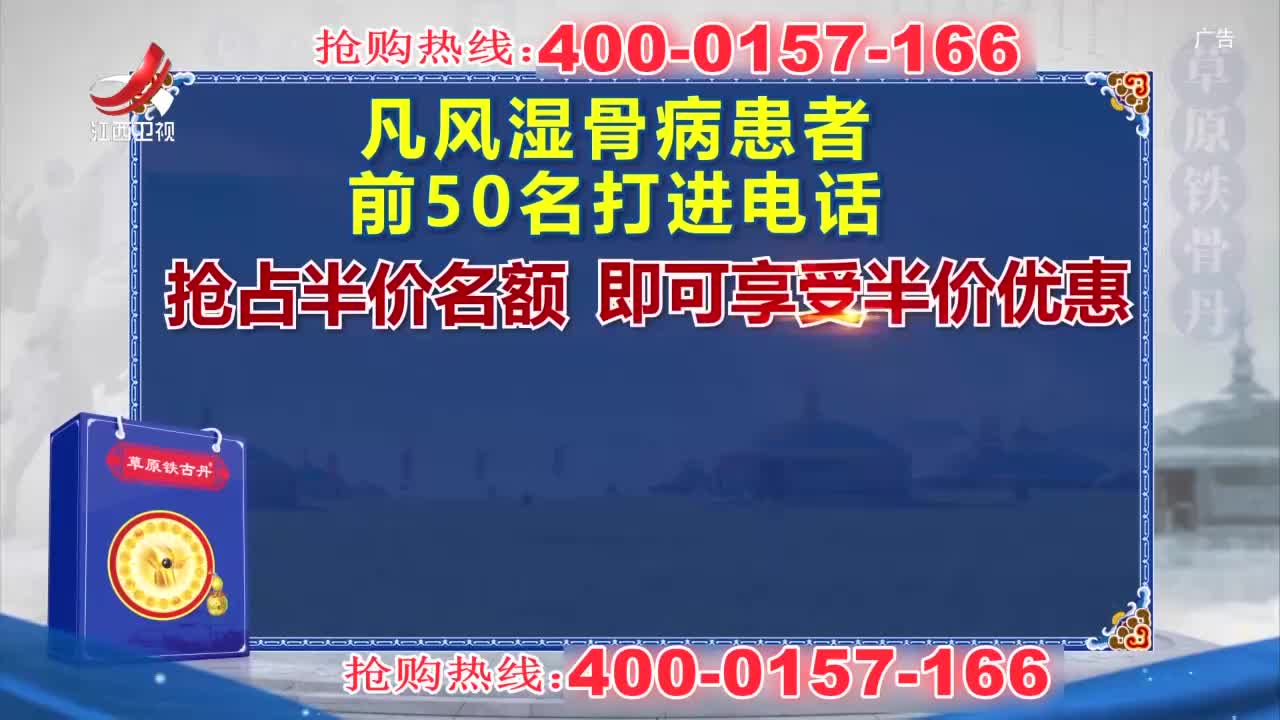 抢购热线:400-0157-166
广告
江西卫视
凡风湿骨病患者
前50名打进电话
抢占半价名额 即可享受半价优惠
草原铁骨丹
草原铁古丹
抢购热线:400-0157-166